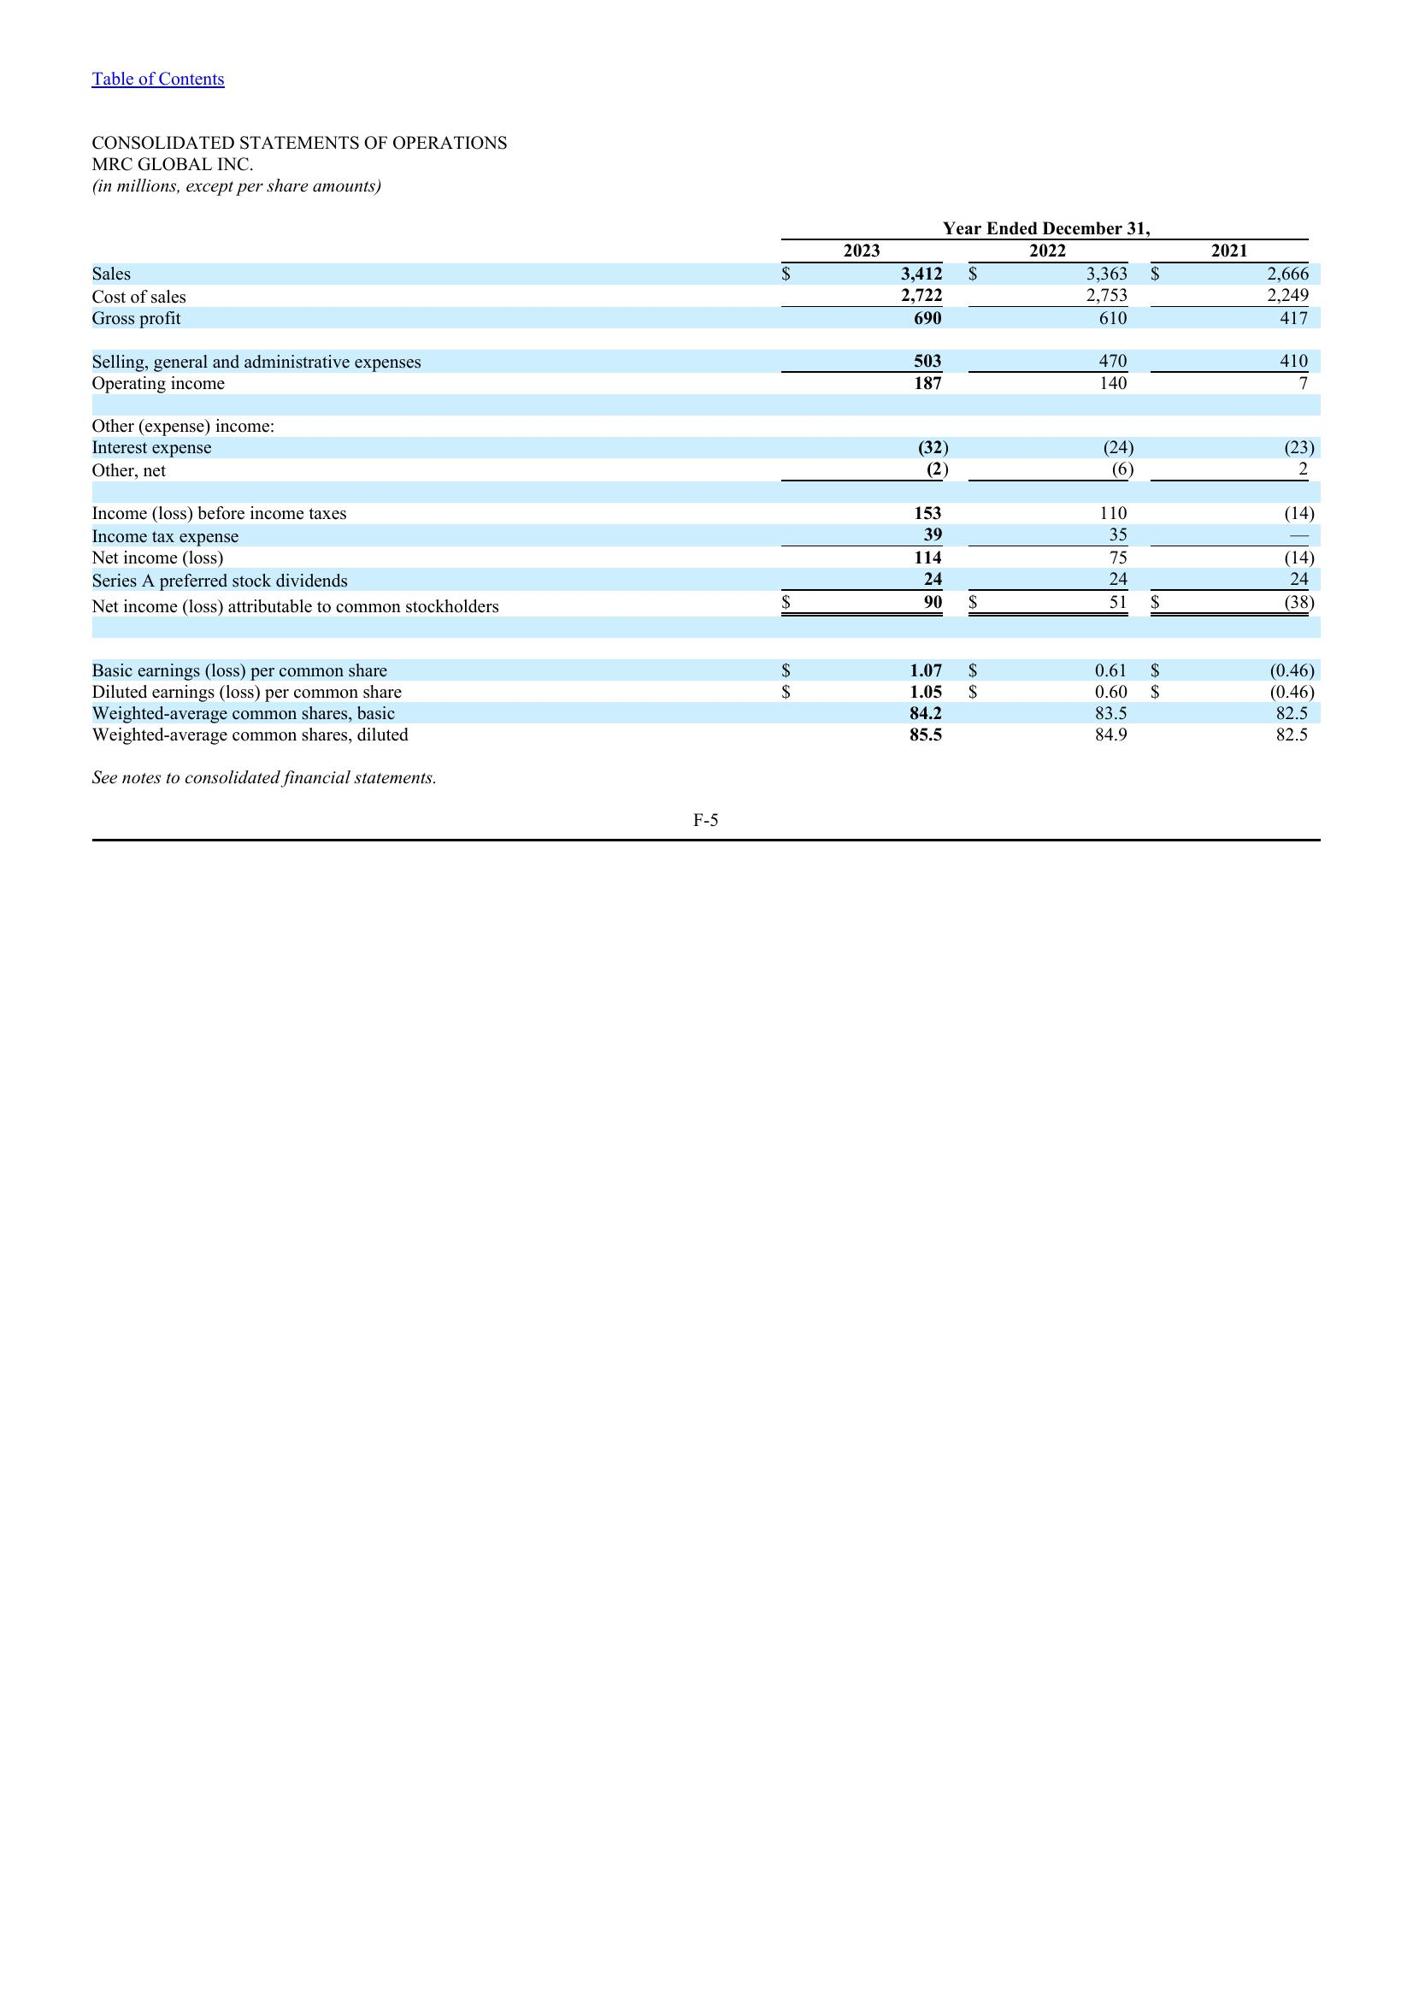 Table of Contents
CONSOLIDATED STATEMENTS OF OPERATIONS
MRC GLOBAL INC.
(in millions, except per share amounts)
Year Ended December 31,
2023 2022 2021
Sales $ 3,412 $ 3,363 $ 2,666
Cost of sales 2,722 2,753 2,249
Gross profit 690 610 417
Selling, general and administrative expenses 503 470 410
Operating income 187 140 7
Other (expense) income:
Interest expense (32) (24) (23)
Other, net (2) (6) 2
Income (loss) before income taxes 153 110 (14)
Income tax expense 39 35 —
Net income (loss) 114 75 (14)
Series A preferred stock dividends 24 24 24
Net income (loss) attributable to common stockholders $ 90 $ 51 $ (38)
Basic earnings (loss) per common share $ 1.07 $ 0.61 $ (0.46)
Diluted earnings (loss) per common share $ 1.05 $ 0.60 $ (0.46)
Weighted-average common shares, basic 84.2 83.5 82.5
Weighted-average common shares, diluted 85.5 84.9 82.5
See notes to consolidated financial statements.
F-5